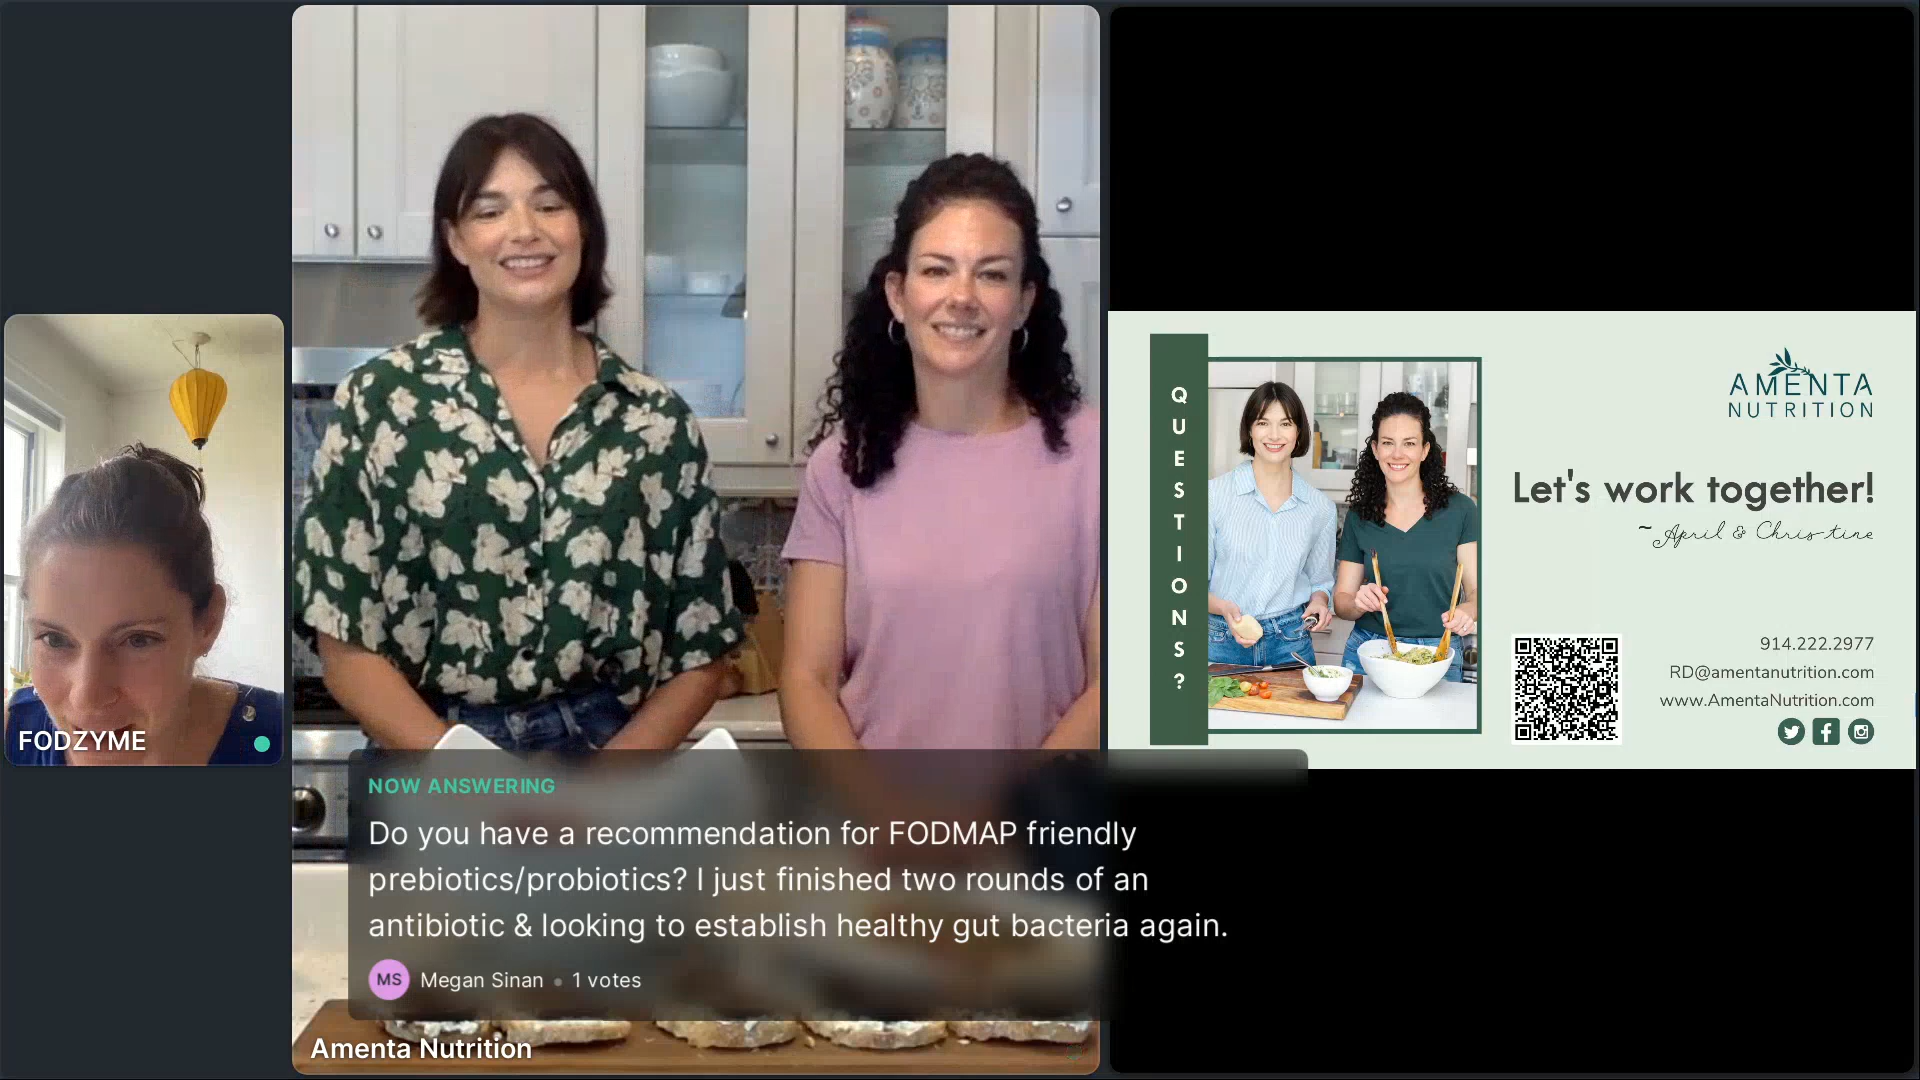 FODZYME
NOW ANSWERING
Do you have a recommendation for FODMAP friendly
prebiotics/probiotics? I just finished two rounds of an
antibiotic & looking to establish healthy gut bacteria again.
MS Megan Sinan • 1 votes
Amenta Nutrition
QUESTIONS?
AMENTA
NUTRITION
Let's work together!
~ April & Christine
914.222.2977
RD@amentanutrition.com
www.AmentaNutrition.com